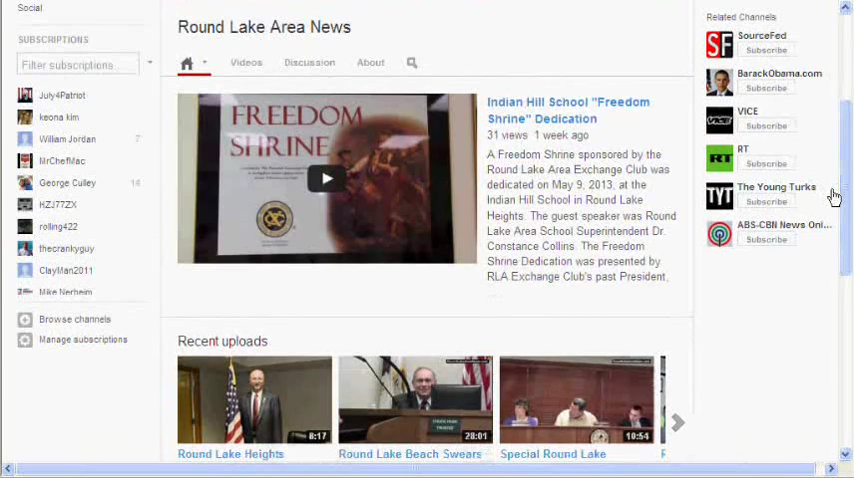 Social
SUBSCRIPTIONS
Filter subscriptions...
July4Patriot
keona kim
William Jordan 7
MrChefMac
George Culley
HZJ77ZX
rolling422
thecrankyguy
ClayMan2011
Mike Nerheim
Browse channels
Manage subscriptions
Round Lake Area News
Videos Discussion About
FREEDOM
SHRINE
Indian Hill School "Freedom
Shrine" Dedication
31 views 1 week ago
A Freedom Shrine sponsored by the
Round Lake Area Exchange Club was
dedicated on May 9, 2013, at the
Indian Hill School in Round Lake
Heights. The guest speaker was Round
Lake Area School Superintendent Dr.
Constance Collins. The Freedom
Shrine Dedication was presented by
RLA Exchange Club's past President,
...
Recent uploads
8:17
28:01
10:54
Round Lake Heights
Round Lake Beach Swears
Special Round Lake
Related Channels
SF
SourceFed
Subscribe
BarackObama.com
Subscribe
VICE
VICE
Subscribe
RT
RT
Subscribe
TYT
The Young Turks
Subscribe
ABS-CBN News Onl...
Subscribe